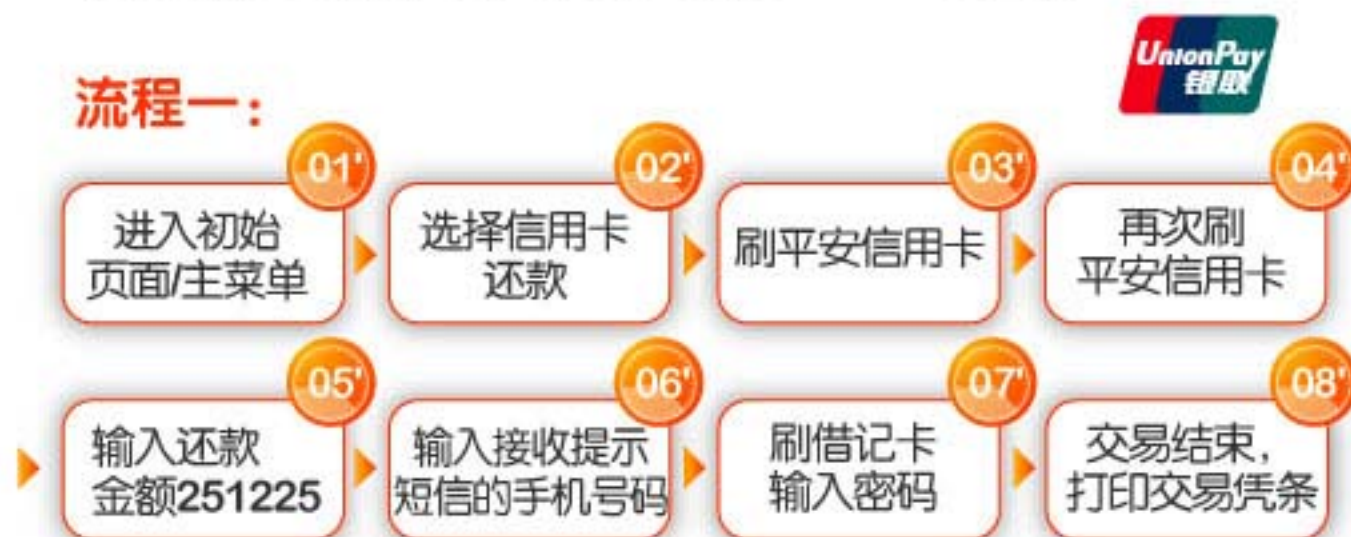 UnionPay
银联
流程一：
01'
02'
03'
04'
进入初始
页面/主菜单
选择信用卡
还款
刷平安信用卡
再次刷
平安信用卡
05'
06'
07'
08'
输入还款
金额251225
输入接收提示
短信的手机号码
刷借记卡
输入密码
交易结束，
打印交易凭条